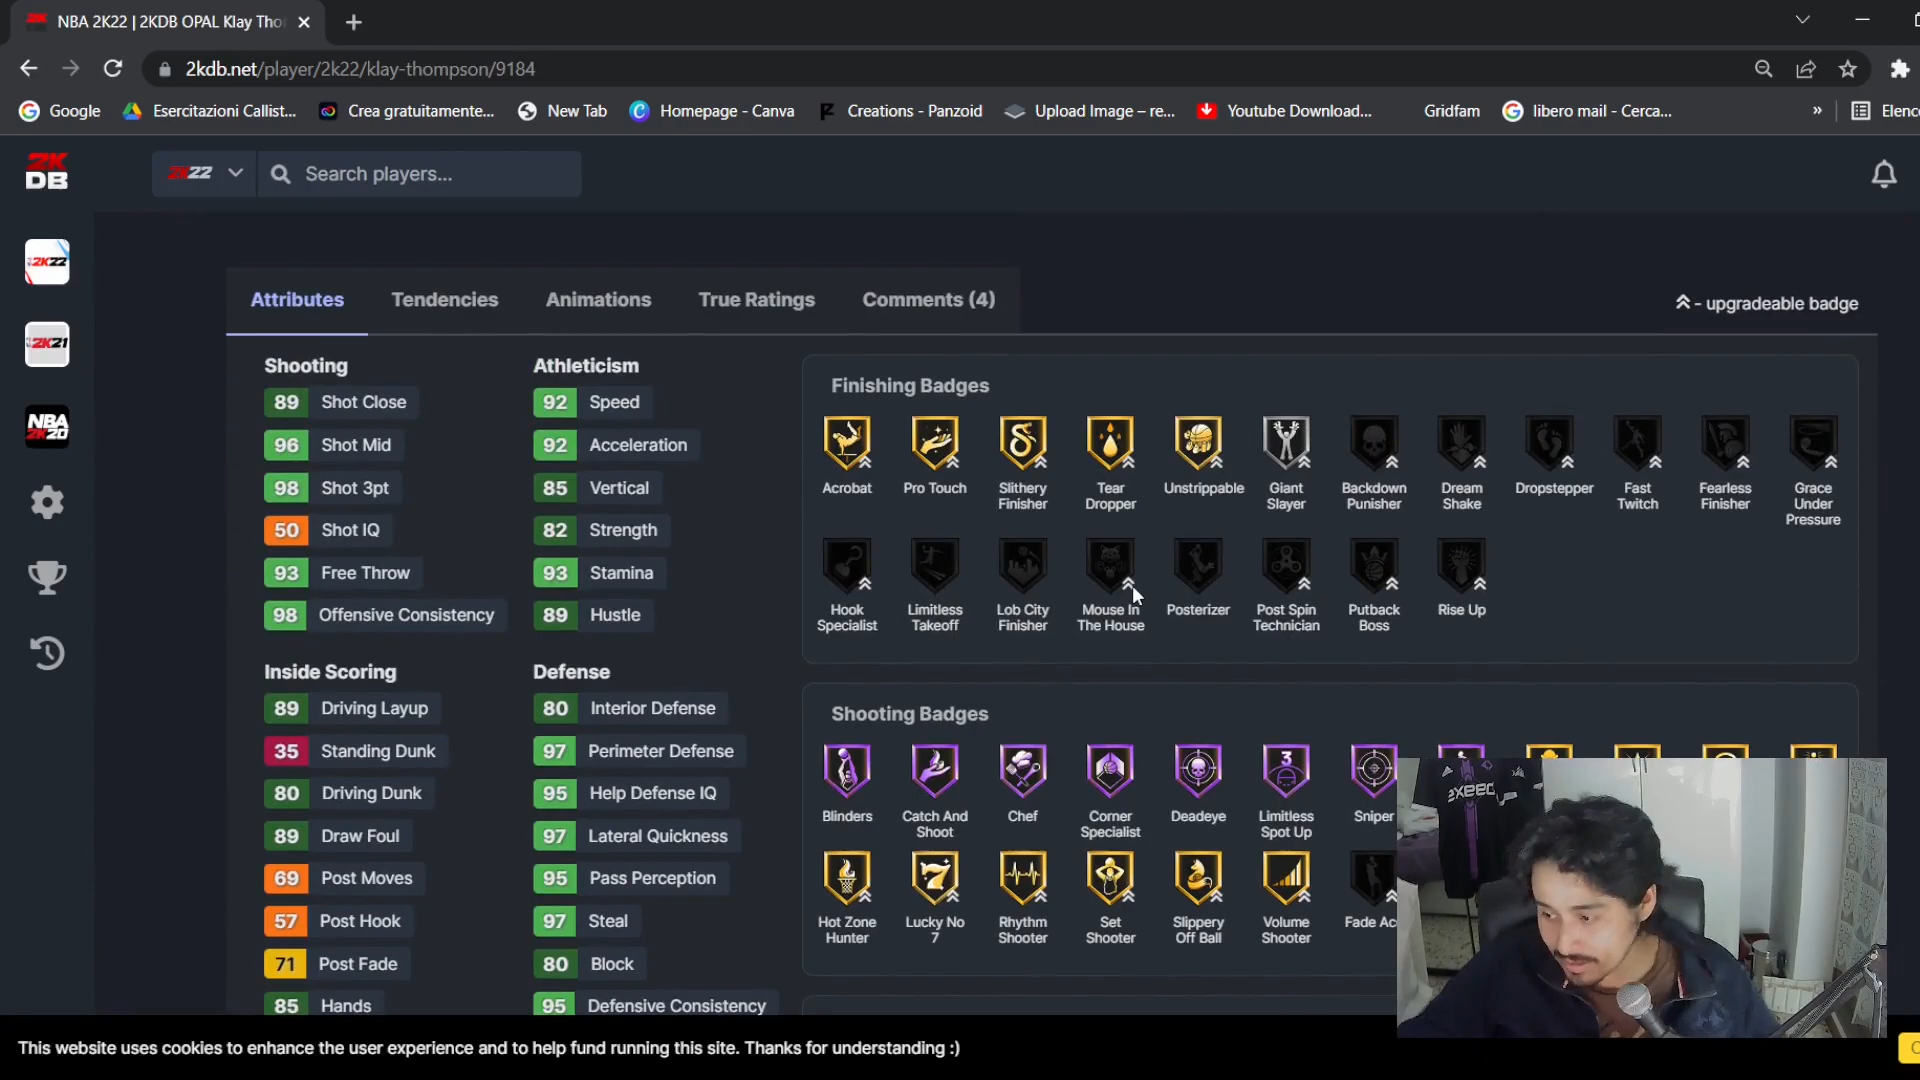 NBA 2K22 | 2KDB OPAL Klay Tho
2kdb.net/player/2k22/klay-thompson/9184
Google Esercitazioni Callist... Crea gratuitamente... New Tab Homepage - Canva Creations - Panzoid Upload Image – re... Youtube Download... Gridfam libero mail - Cerca... » Elenco
2K DB
2K22 Search players...
2K22
2K21
NBA 2K20
Attributes Tendencies Animations True Ratings Comments (4)
- upgradeable badge
Shooting
89 Shot Close
96 Shot Mid
98 Shot 3pt
50 Shot IQ
93 Free Throw
98 Offensive Consistency
Athleticism
92 Speed
92 Acceleration
85 Vertical
82 Strength
93 Stamina
89 Hustle
Inside Scoring
89 Driving Layup
35 Standing Dunk
80 Driving Dunk
89 Draw Foul
69 Post Moves
57 Post Hook
71 Post Fade
85 Hands
Defense
80 Interior Defense
97 Perimeter Defense
95 Help Defense IQ
97 Lateral Quickness
95 Pass Perception
97 Steal
80 Block
95 Defensive Consistency
Finishing Badges
Acrobat
Pro Touch
Slithery Finisher
Tear Dropper
Unstrippable
Giant Slayer
Backdown Punisher
Dream Shake
Dropstepper
Fast Twitch
Fearless Finisher
Grace Under Pressure
Hook Specialist
Limitless Takeoff
Lob City Finisher
Mouse In The House
Posterizer
Post Spin Technician
Putback Boss
Rise Up
Shooting Badges
Blinders
Catch And Shoot
Chef
Corner Specialist
Deadeye
3
Limitless Spot Up
Sniper
Hot Zone Hunter
7
Lucky No 7
Rhythm Shooter
Set Shooter
Slippery Off Ball
Volume Shooter
Fade Ac
exeed
This website uses cookies to enhance the user experience and to help fund running this site. Thanks for understanding :)